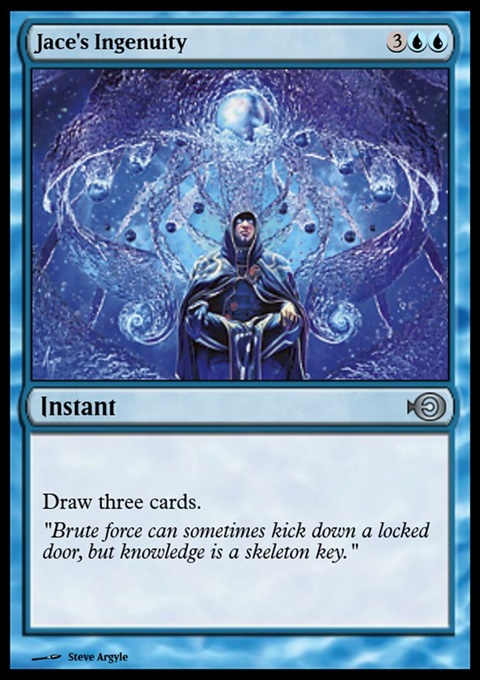 Jace's Ingenuity 3
Instant
Draw three cards.
"Brute force can sometimes kick down a locked
door, but knowledge is a skeleton key."
Steve Argyle